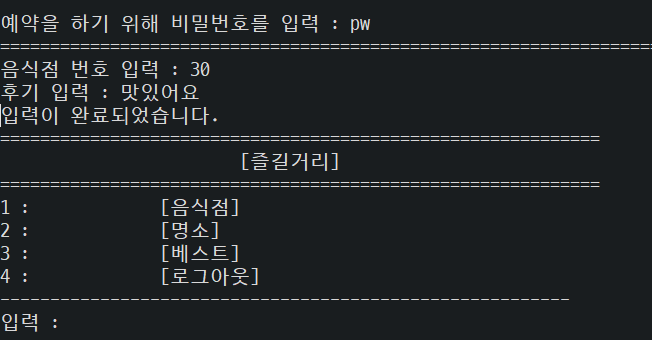 예약을 하기 위해 비밀번호를 입력 : pw
=================================================================
음식점 번호 입력 : 30
후기 입력 : 맛있어요
입력이 완료되었습니다.
============================================================
[즐길거리]
============================================================
1 : [음식점]
2 : [명소]
3 : [베스트]
4 : [로그아웃]
---------------------------------------------------------
입력 :